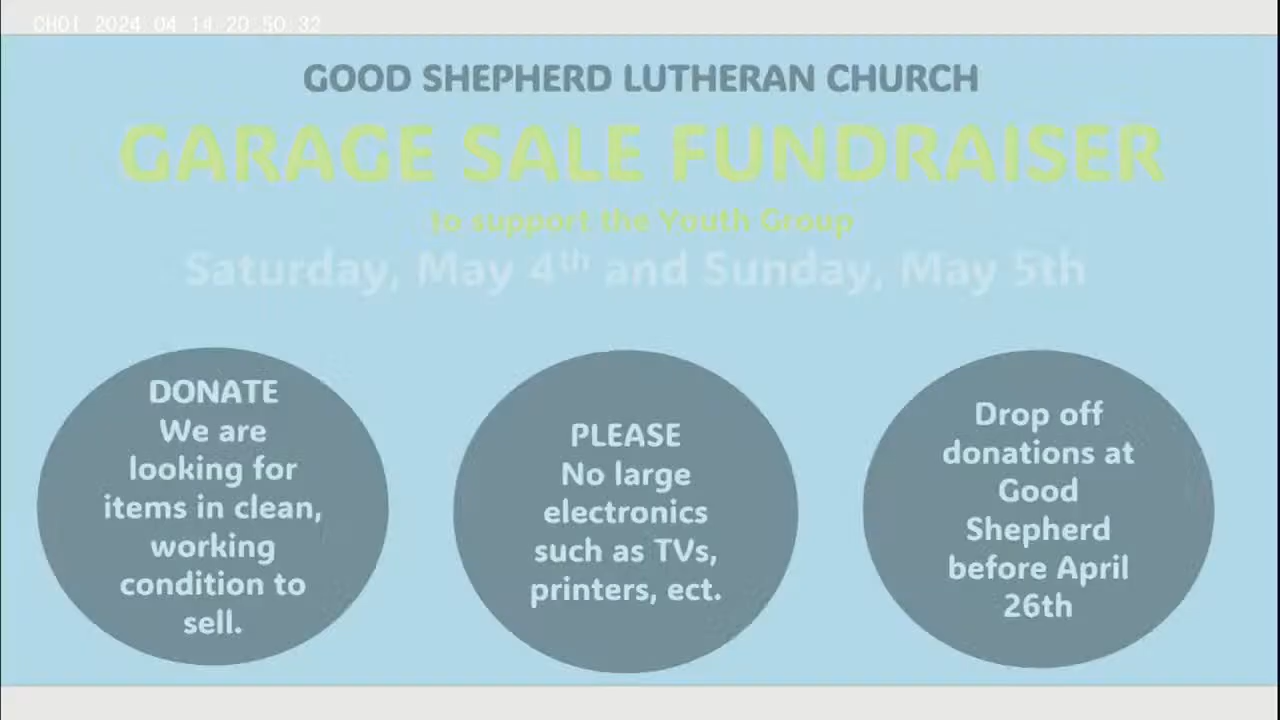 CH01 2024 04 14 20:50:32
GOOD SHEPHERD LUTHERAN CHURCH
GARAGE SALE FUNDRAISER
to support the Youth Group
Saturday, May 4th and Sunday, May 5th
DONATE
We are
looking for
items in clean,
working
condition to
sell.
PLEASE
No large
electronics
such as TVs,
printers, ect.
Drop off
donations at
Good
Shepherd
before April
26th